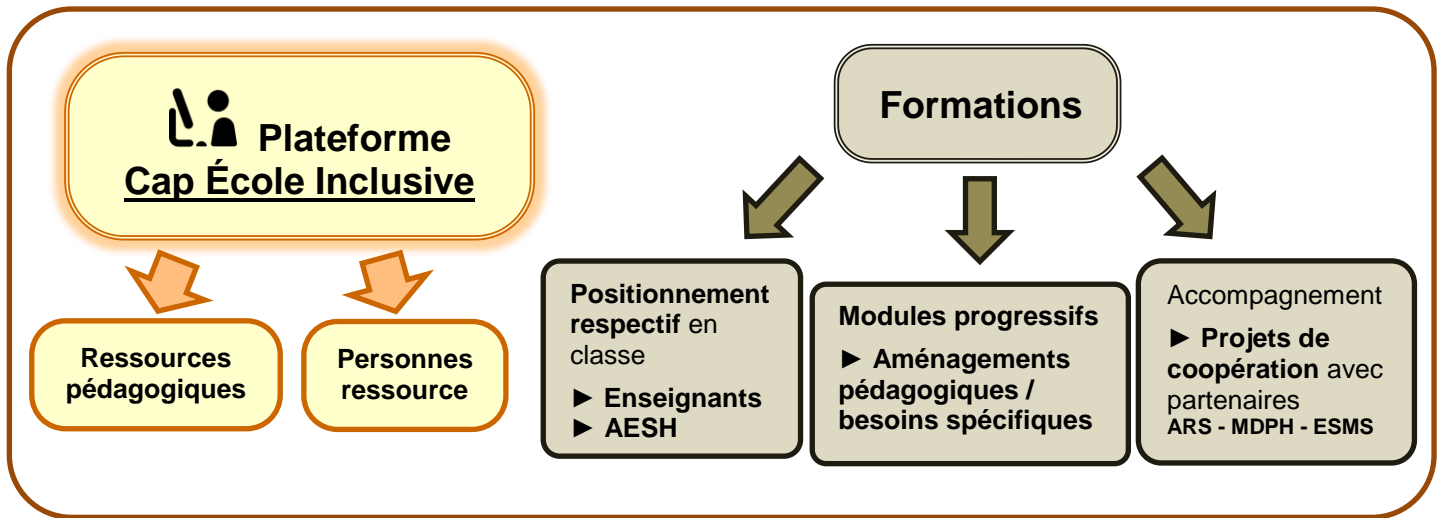 Plateforme
Cap École Inclusive
Ressources
pédagogiques
Personnes
ressource
Formations
Positionnement
respectif en
classe
► Enseignants
► AESH
Modules progressifs
► Aménagements
pédagogiques /
besoins spécifiques
Accompagnement
► Projets de
coopération avec
partenaires
ARS - MDPH - ESMS